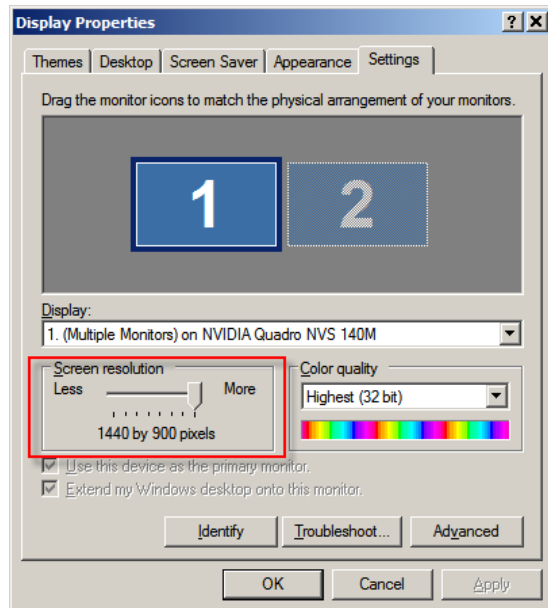 Display Properties
Themes Desktop Screen Saver Appearance Settings
Drag the monitor icons to match the physical arrangement of your monitors.
1 2
Display:
1. (Multiple Monitors) on NVIDIA Quadro NVS 140M
Screen resolution
Less More
1440 by 900 pixels
Color quality
Highest (32 bit)
Use this device as the primary monitor.
Extend my Windows desktop onto this monitor.
Identify Troubleshoot... Advanced
OK Cancel Apply